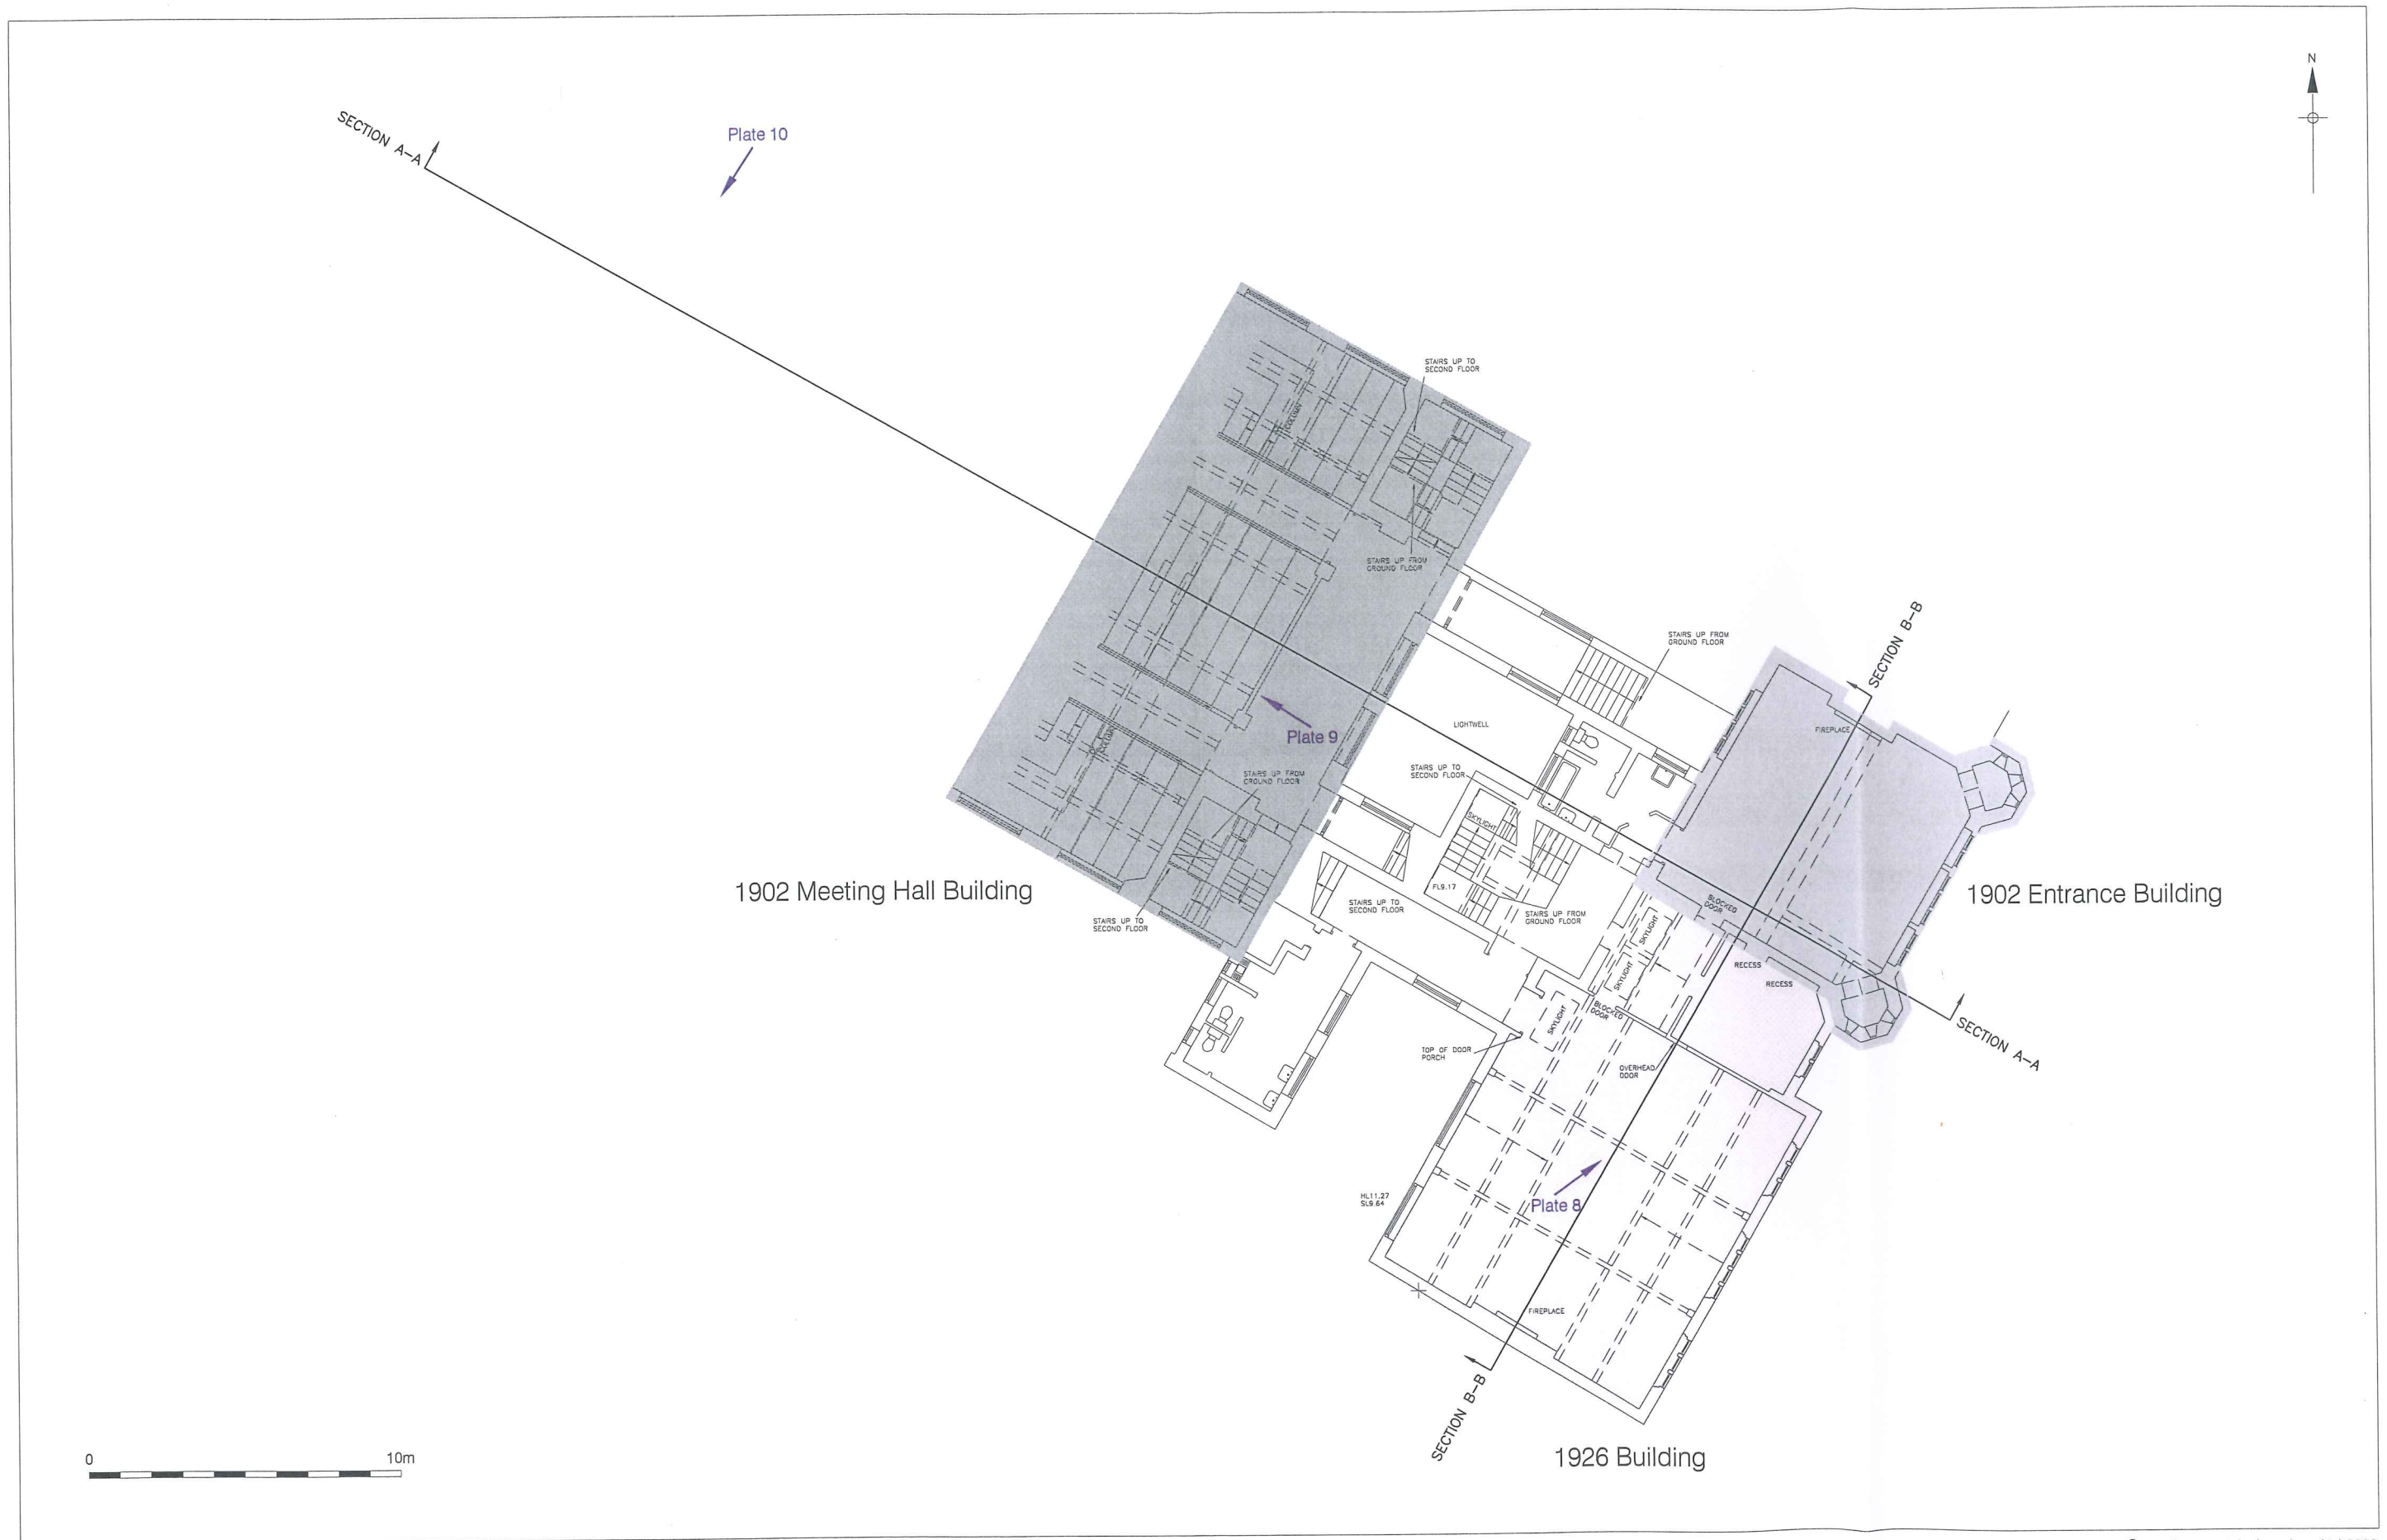 N
SECTION A–A
Plate 10
STAIRS UP TO
SECOND FLOOR
COLUMN
STAIRS UP FROM
GROUND FLOOR
SECTION B–B
STAIRS UP FROM
GROUND FLOOR
LIGHTWELL
FIREPLACE
Plate 9
COLUMN
STAIRS UP FROM
GROUND FLOOR
STAIRS UP TO
SECOND FLOOR
SKYLIGHT
1902 Meeting Hall Building
FL9.17
1902 Entrance Building
STAIRS UP TO
SECOND FLOOR
STAIRS UP TO
SECOND FLOOR
STAIRS UP FROM
GROUND FLOOR
BLOCKED
DOOR
SKYLIGHT
SKYLIGHT
RECESS
RECESS
SKYLIGHT
BLOCKED
DOOR
SECTION A–A
TOP OF DOOR
PORCH
OVERHEAD
DOOR
HL11.27
SL9.64
Plate 8
FIREPLACE
SECTION B–B
1926 Building
0 10m